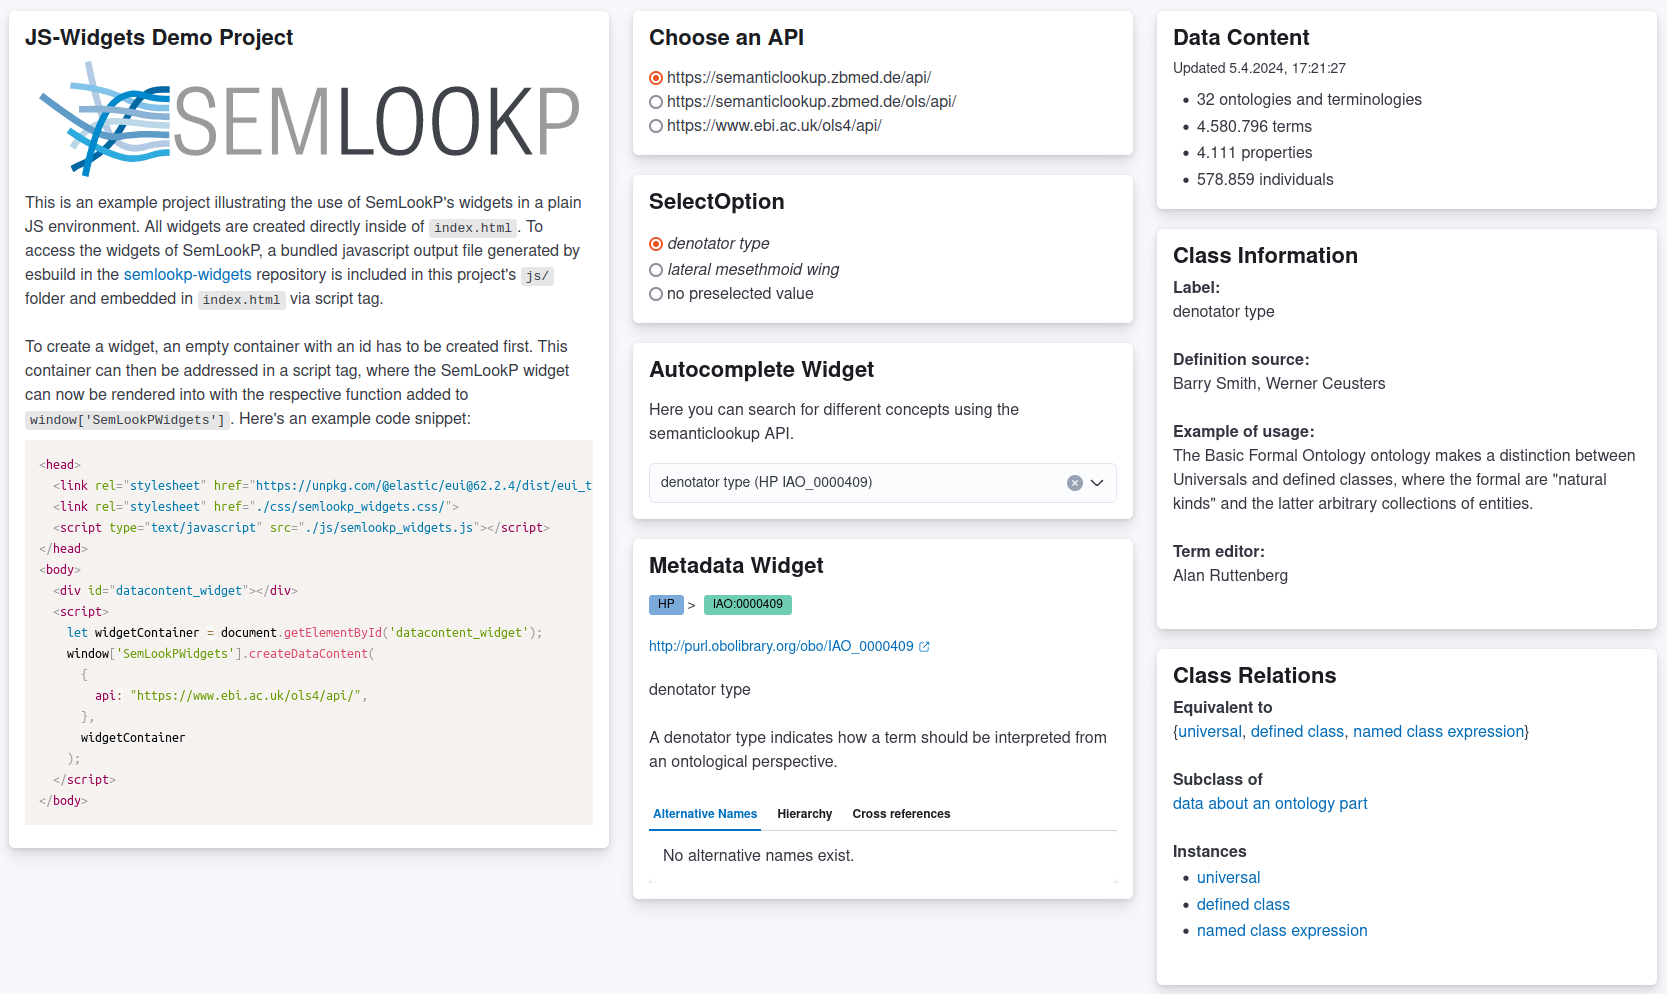 JS-Widgets Demo Project
SEMLOOKP
This is an example project illustrating the use of SemLookP's widgets in a plain
JS environment. All widgets are created directly inside of index.html. To
access the widgets of SemLookP, a bundled javascript output file generated by
esbuild in the semlookp-widgets repository is included in this project's js/
folder and embedded in index.html via script tag.
To create a widget, an empty container with an id has to be created first. This
container can then be addressed in a script tag, where the SemLookP widget
can now be rendered into with the respective function added to
window['SemLookPWidgets']. Here's an example code snippet:
<head>
<link rel="stylesheet" href="https://unpkg.com/@elastic/eui@62.2.4/dist/eui_t
<link rel="stylesheet" href="./css/semlookp_widgets.css/">
<script type="text/javascript" src="./js/semlookp_widgets.js"></script>
</head>
<body>
<div id="datacontent_widget"></div>
<script>
let widgetContainer = document.getElementById('datacontent_widget');
window['SemLookPWidgets'].createDataContent(
{
api: "https://www.ebi.ac.uk/ols4/api/",
},
widgetContainer
);
</script>
</body>
Choose an API
https://semanticlookup.zbmed.de/api/
https://semanticlookup.zbmed.de/ols/api/
https://www.ebi.ac.uk/ols4/api/
SelectOption
denotator type
lateral mesethmoid wing
no preselected value
Autocomplete Widget
Here you can search for different concepts using the
semanticlookup API.
denotator type (HP IAO_0000409)
Metadata Widget
HP > IAO:0000409
http://purl.obolibrary.org/obo/IAO_0000409
denotator type
A denotator type indicates how a term should be interpreted from
an ontological perspective.
Alternative Names Hierarchy Cross references
No alternative names exist.
Data Content
Updated 5.4.2024, 17:21:27
• 32 ontologies and terminologies
• 4.580.796 terms
• 4.111 properties
• 578.859 individuals
Class Information
Label:
denotator type
Definition source:
Barry Smith, Werner Ceusters
Example of usage:
The Basic Formal Ontology ontology makes a distinction between
Universals and defined classes, where the formal are "natural
kinds" and the latter arbitrary collections of entities.
Term editor:
Alan Ruttenberg
Class Relations
Equivalent to
{universal, defined class, named class expression}
Subclass of
data about an ontology part
Instances
• universal
• defined class
• named class expression